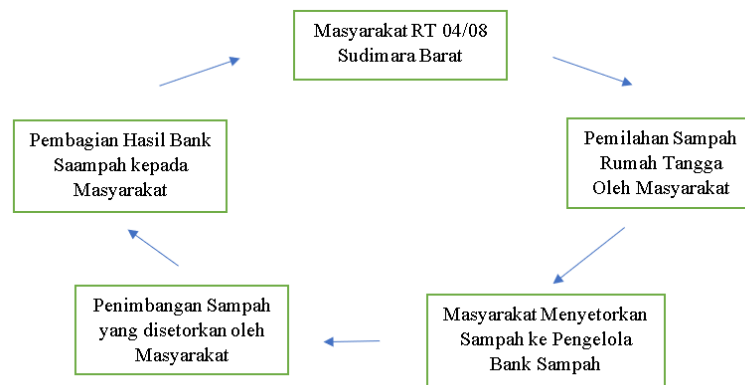 Masyarakat RT 04/08
Sudimara Barat
Pemilahan Sampah
Rumah Tangga
Oleh Masyarakat
Masyarakat Menyetorkan
Sampah ke Pengelola
Bank Sampah
Penimbangan Sampah
yang disetorkan oleh
Masyarakat
Pembagian Hasil Bank
Saampah kepada
Masyarakat